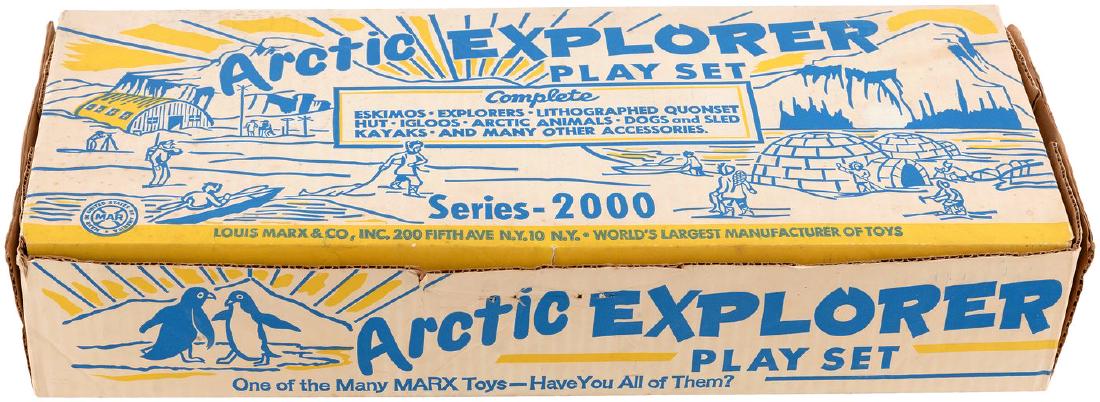 Arctic EXPLORER
PLAY SET
Complete
ESKIMOS • EXPLORERS • LITHOGRAPHED QUONSET
HUT • IGLOOS • ARCTIC ANIMALS • DOGS and SLED
KAYAKS • AND MANY OTHER ACCESSORIES.
MAR
Series-2000
LOUIS MARX & CO., INC. 200 FIFTH AVE N.Y. 10 N.Y. • WORLD'S LARGEST MANUFACTURER OF TOYS
Arctic EXPLORER
PLAY SET
One of the Many MARX Toys—Have You All of Them?